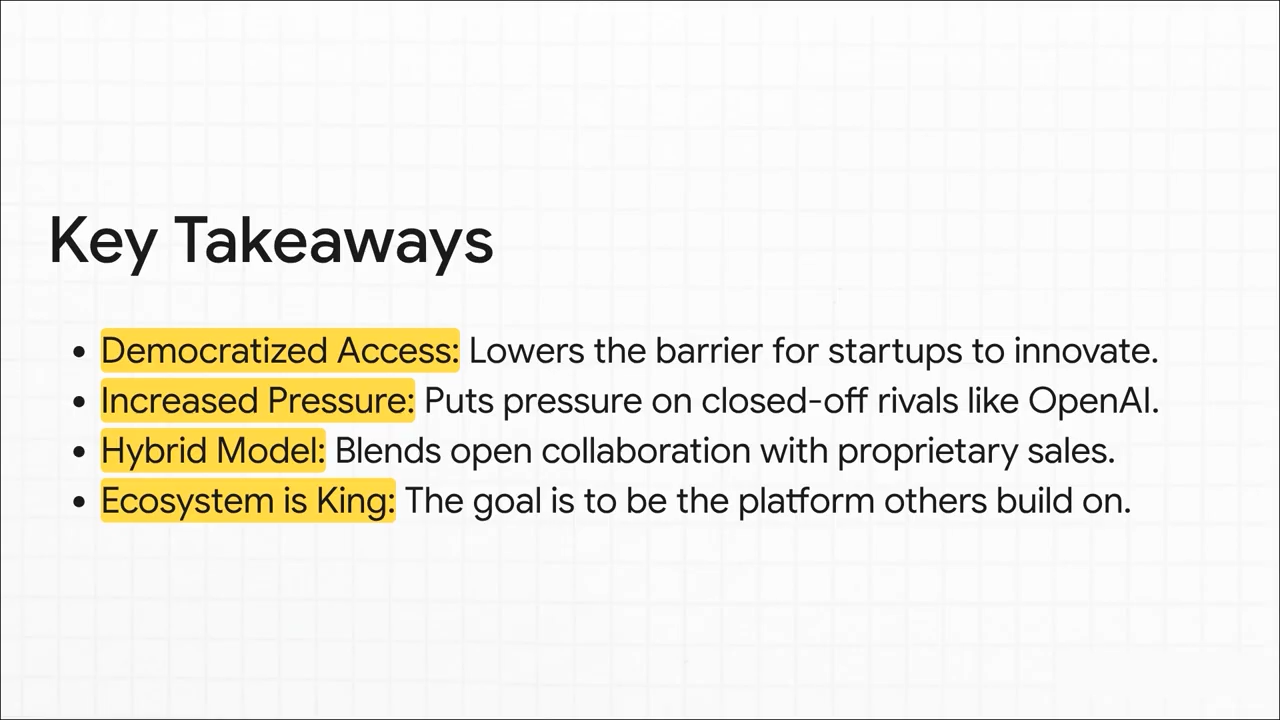 Key Takeaways
• Democratized Access: Lowers the barrier for startups to innovate.
• Increased Pressure: Puts pressure on closed-off rivals like OpenAI.
• Hybrid Model: Blends open collaboration with proprietary sales.
• Ecosystem is King: The goal is to be the platform others build on.